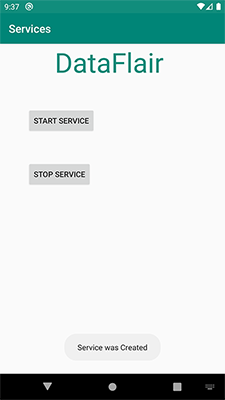 9:37
Services
DataFlair
START SERVICE
STOP SERVICE
Service was Created